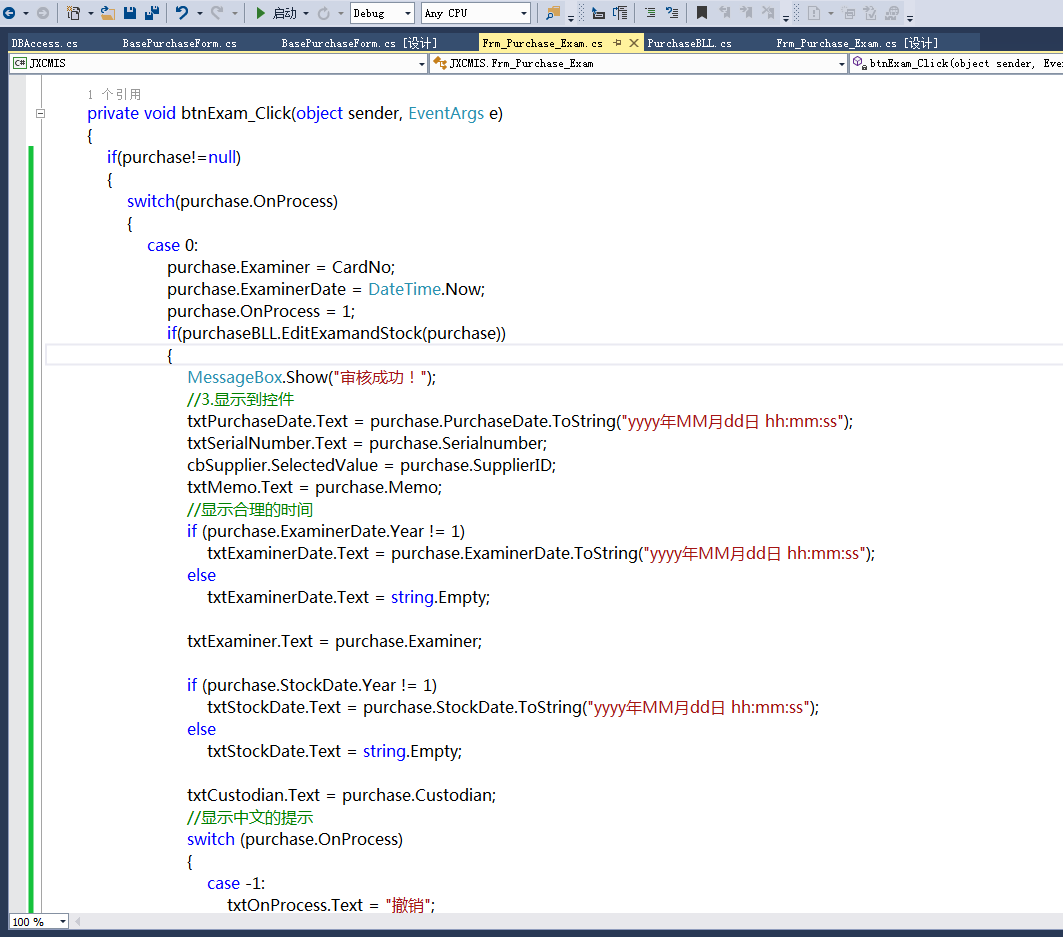 启动 Debug Any CPU
DBAccess.cs BasePurchaseForm.cs BasePurchaseForm.cs [设计] Frm_Purchase_Exam.cs PurchaseBLL.cs Frm_Purchase_Exam.cs [设计]
C# JXCMIS JXCMIS.Frm_Purchase_Exam btnExam_Click(object sender, Eve
1 个引用
private void btnExam_Click(object sender, EventArgs e)
{
if(purchase!=null)
{
switch(purchase.OnProcess)
{
case 0:
purchase.Examiner = CardNo;
purchase.ExaminerDate = DateTime.Now;
purchase.OnProcess = 1;
if(purchaseBLL.EditExamandStock(purchase))
{
MessageBox.Show("审核成功！");
//3.显示到控件
txtPurchaseDate.Text = purchase.PurchaseDate.ToString("yyyy年MM月dd日 hh:mm:ss");
txtSerialNumber.Text = purchase.Serialnumber;
cbSupplier.SelectedValue = purchase.SupplierID;
txtMemo.Text = purchase.Memo;
//显示合理的时间
if (purchase.ExaminerDate.Year != 1)
txtExaminerDate.Text = purchase.ExaminerDate.ToString("yyyy年MM月dd日 hh:mm:ss");
else
txtExaminerDate.Text = string.Empty;
txtExaminer.Text = purchase.Examiner;
if (purchase.StockDate.Year != 1)
txtStockDate.Text = purchase.StockDate.ToString("yyyy年MM月dd日 hh:mm:ss");
else
txtStockDate.Text = string.Empty;
txtCustodian.Text = purchase.Custodian;
//显示中文的提示
switch (purchase.OnProcess)
{
case -1:
txtOnProcess.Text = "撤销";
100 %